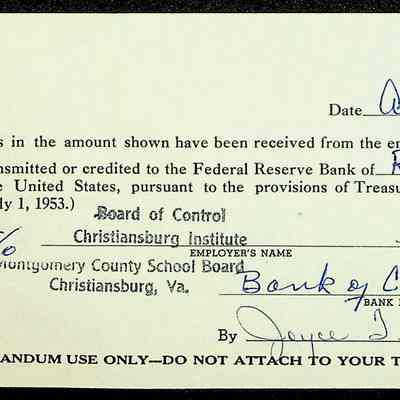 Date
s in the amount shown have been received from the en
nsmitted or credited to the Federal Reserve Bank of R
e United States, pursuant to the provisions of Treasu
ly 1, 1953.)
Board of Control
% Christiansburg Institute
EMPLOYER'S NAME
Montgomery County School Board
Christiansburg, Va.
Bank of C
BANK
By Joyce T.
ANDUM USE ONLY—DO NOT ATTACH TO YOUR T